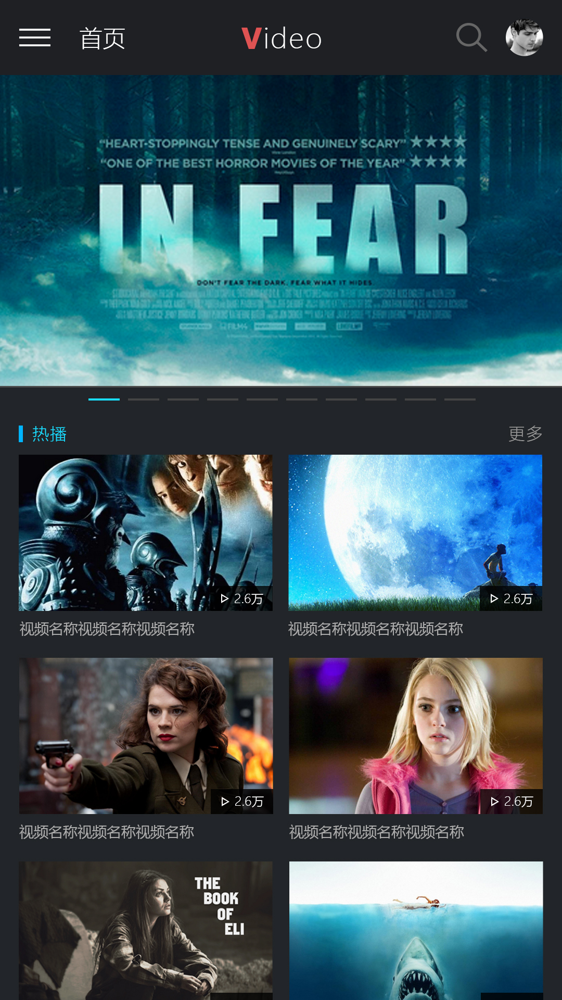 首页
Video
“HEART-STOPPINGLY TENSE AND GENUINELY SCARY” ★★★★
“ONE OF THE BEST HORROR MOVIES OF THE YEAR” ★★★★
IN FEAR
DON'T FEAR THE DARK. FEAR WHAT IT HIDES.
FILM4
热播
更多
2.6万
2.6万
视频名称视频名称视频名称
视频名称视频名称视频名称
2.6万
2.6万
视频名称视频名称视频名称
视频名称视频名称视频名称
THE
BOOK
OF
ELI